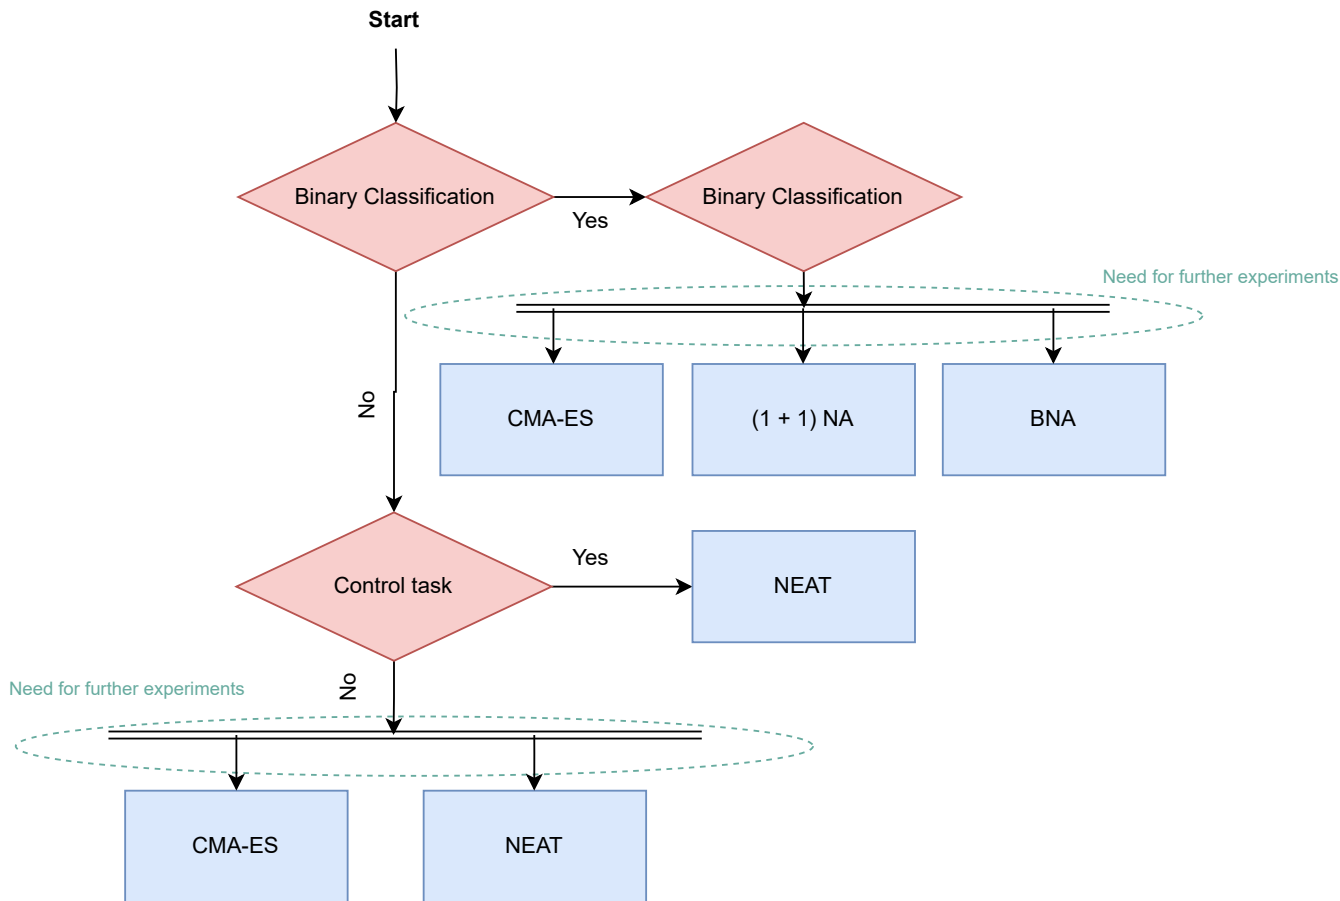 Start
Binary Classification
Yes
Binary Classification
Need for further experiments
No
CMA-ES
(1 + 1) NA
BNA
Control task
Yes
NEAT
No
Need for further experiments
CMA-ES
NEAT